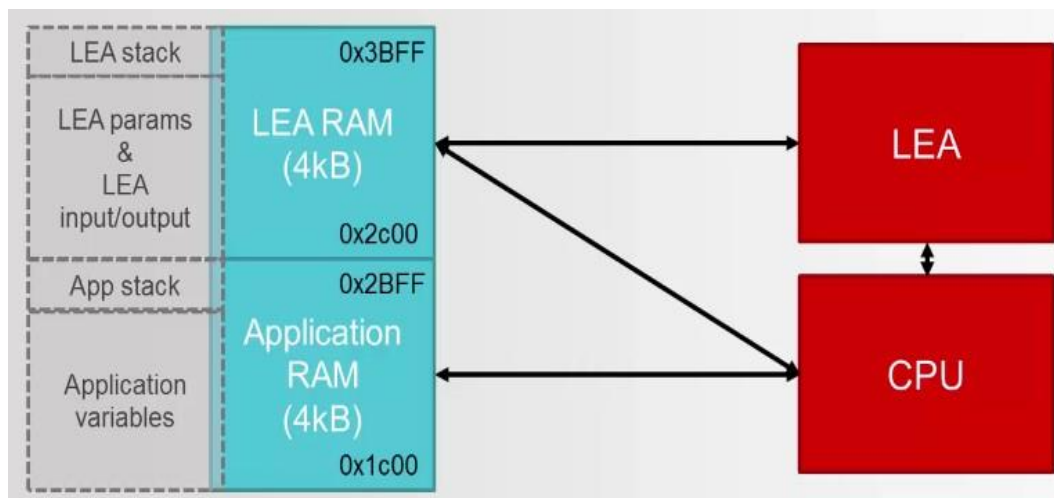 LEA stack
LEA params
&
LEA
input/output
App stack
Application
variables
0x3BFF
LEA RAM
(4kB)
0x2c00
0x2BFF
Application
RAM
(4kB)
0x1c00
LEA
CPU